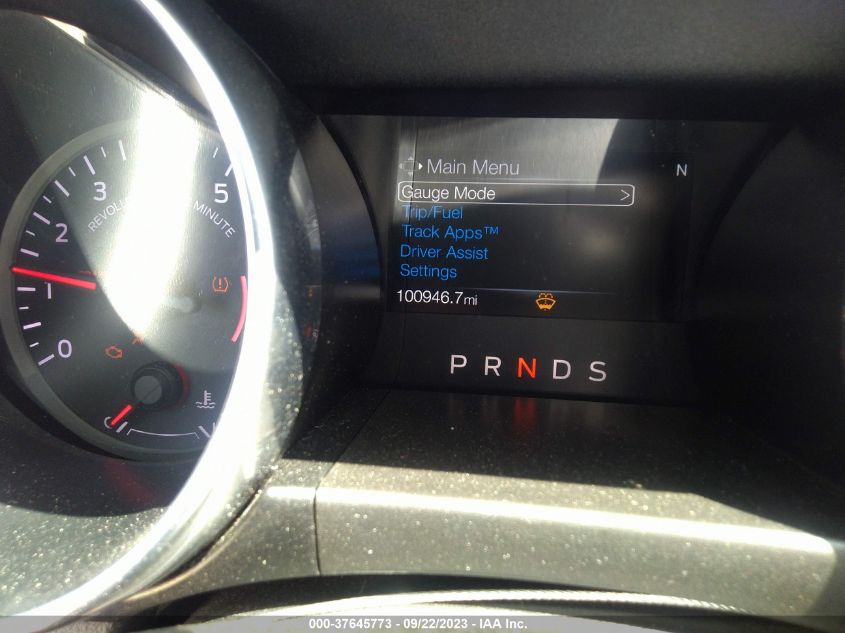 5
3
REVOLU
MINUTE
2
1
0
C
Main Menu
N
Gauge Mode >
Trip/Fuel
Track Apps™
Driver Assist
Settings
100946.7mi
P R N D S
000-37645773 - 09/22/2023 - IAA Inc.